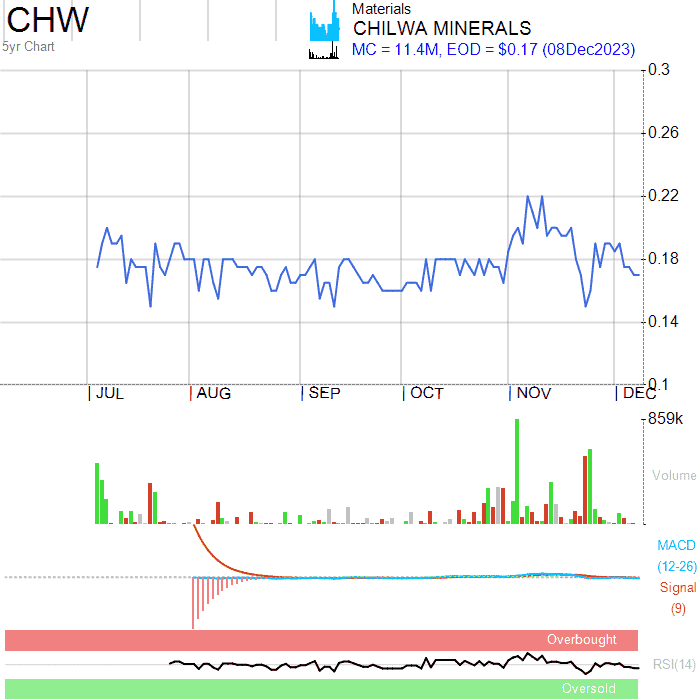 CHW
5yr Chart
Materials
CHILWA MINERALS
MC = 11.4M, EOD = $0.17 (08Dec2023)
0.3
0.26
0.22
0.18
0.14
0.1
JUL AUG SEP OCT NOV DEC
859k
Volume
MACD
(12-26)
Signal
(9)
Overbought
RSI(14)
Oversold